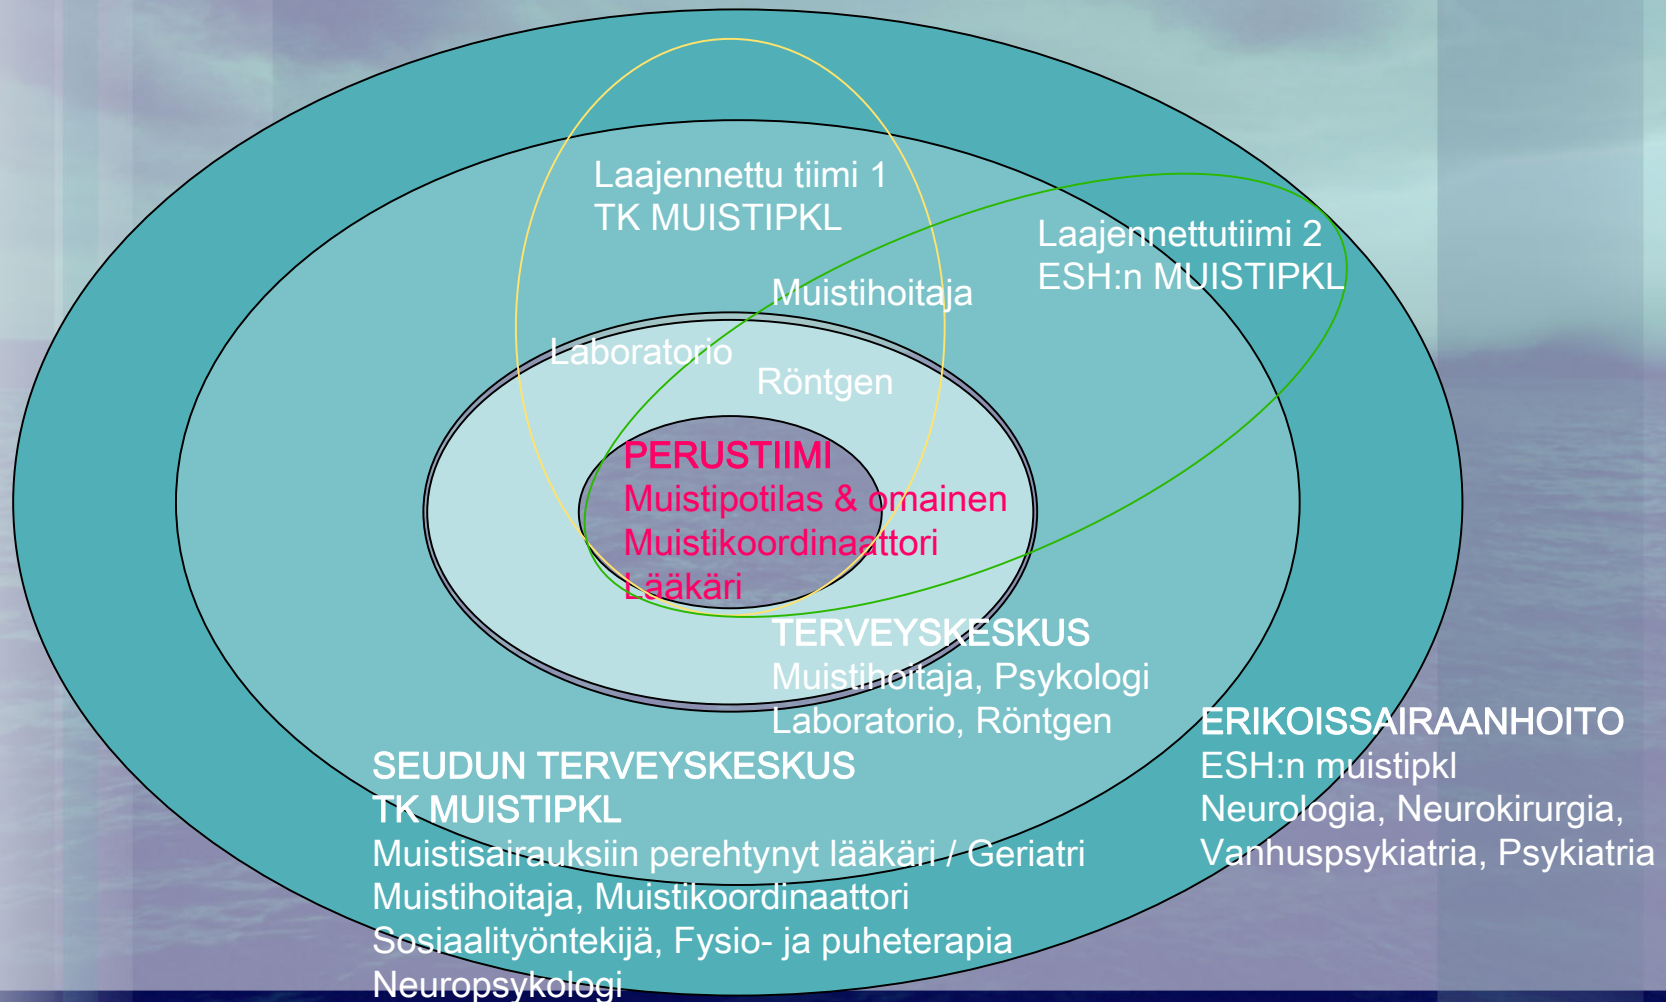 Laajennettu tiimi 1
TK MUISTIPKL
Laajennettutiimi 2
ESH:n MUISTIPKL
Muistihoitaja
Laboratorio
Röntgen
PERUSTIIMI
Muistipotilas & omainen
Muistikoordinaattori
Lääkäri
TERVEYSKESKUS
Muistihoitaja, Psykologi
Laboratorio, Röntgen
ERIKOISSAIRAANHOITO
ESH:n muistipkl
Neurologia, Neurokirurgia,
Vanhuspsykiatria, Psykiatria
SEUDUN TERVEYSKESKUS
TK MUISTIPKL
Muistisairauksiin perehtynyt lääkäri / Geriatri
Muistihoitaja, Muistikoordinaattori
Sosiaalityöntekijä, Fysio- ja puheterapia
Neuropsykologi